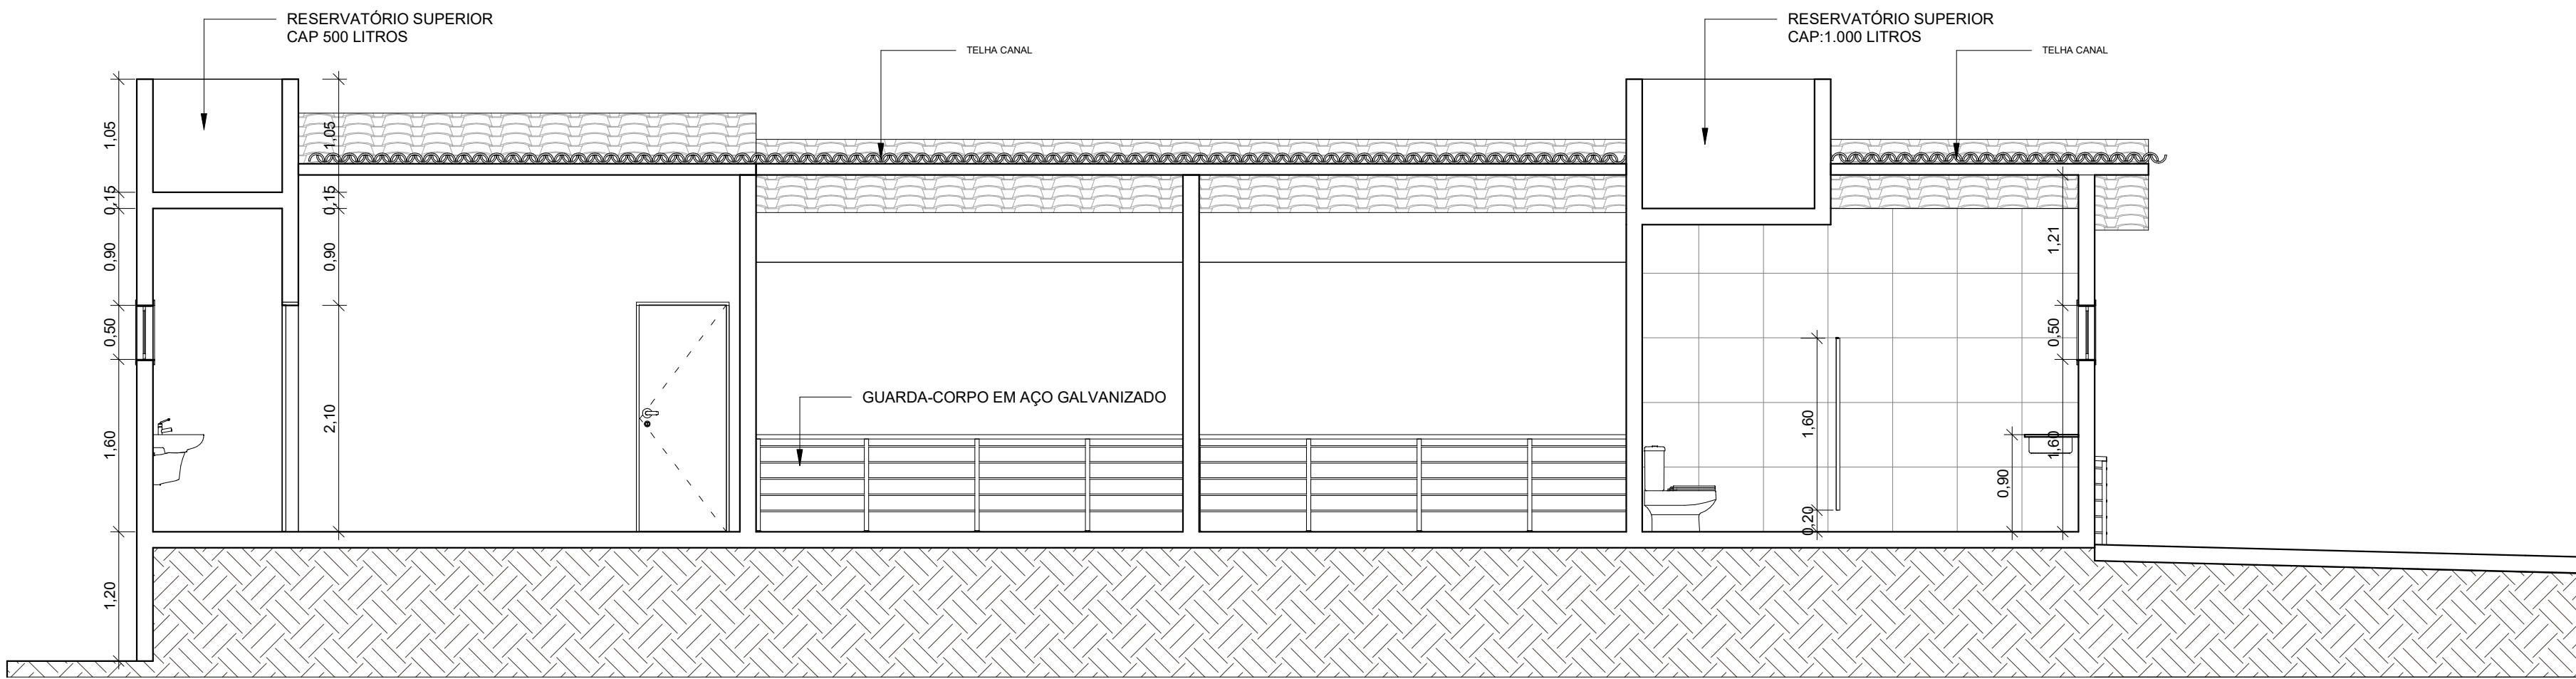 RESERVATÓRIO SUPERIOR
CAP 500 LITROS
TELHA CANAL
RESERVATÓRIO SUPERIOR
CAP:1.000 LITROS
TELHA CANAL
1,05
0,15
0,90
0,50
1,60
1,20
1,05
0,15
0,90
2,10
GUARDA-CORPO EM AÇO GALVANIZADO
1,60
0,20
0,90
1,21
0,50
1,60